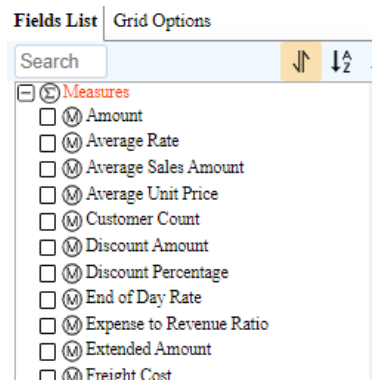 Fields List Grid Options
Search
A
Z
Σ Measures
M Amount
M Average Rate
M Average Sales Amount
M Average Unit Price
M Customer Count
M Discount Amount
M Discount Percentage
M End of Day Rate
M Expense to Revenue Ratio
M Extended Amount
M Freight Cost